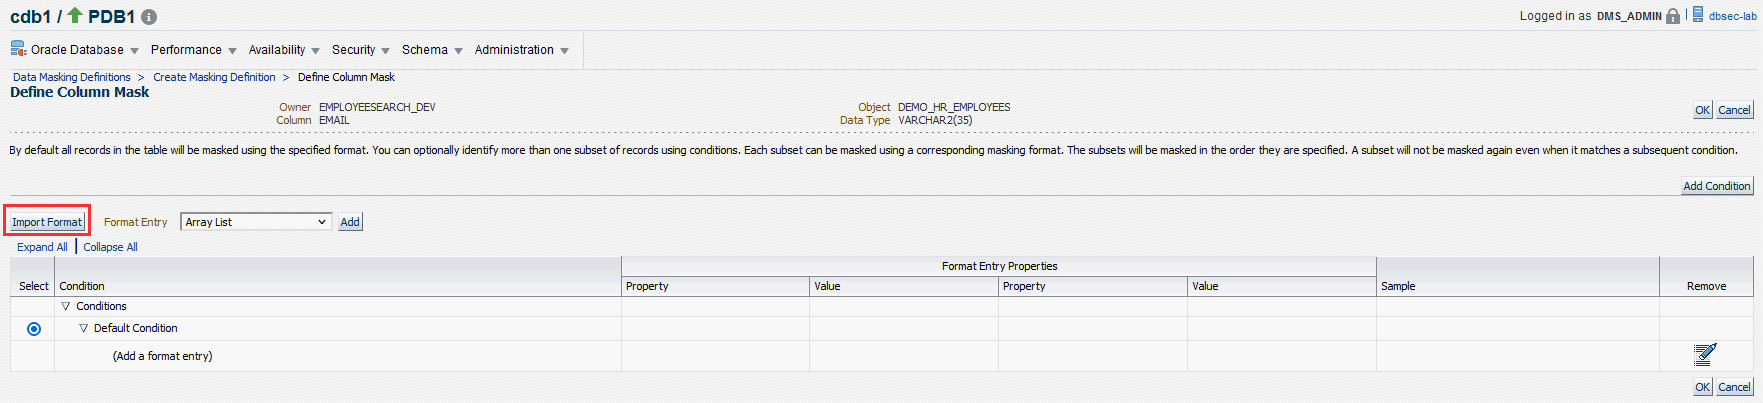 cdb1 / PDB1
Logged in as DMS_ADMIN | dbsec-lab
Oracle Database Performance Availability Security Schema Administration
Data Masking Definitions > Create Masking Definition > Define Column Mask
Define Column Mask
Owner EMPLOYEESEARCH_DEV Object DEMO_HR_EMPLOYEES
OK Cancel
Column EMAIL Data Type VARCHAR2(35)
By default all records in the table will be masked using the specified format. You can optionally identify more than one subset of records using conditions. Each subset can be masked using a corresponding masking format. The subsets will be masked in the order they are specified. A subset will not be masked again even when it matches a subsequent condition.
Add Condition
Import Format Format Entry Array List Add
Expand All | Collapse All
Format Entry Properties
Select Condition Property Value Property Value Sample Remove
Conditions
Default Condition
(Add a format entry)
OK Cancel